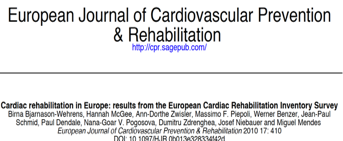 European Journal of Cardiovascular Prevention
& Rehabilitation
http://cpr.sagepub.com/
Cardiac rehabilitation in Europe: results from the European Cardiac Rehabilitation Inventory Survey
Birna Bjarnason-Wehrens, Hannah McGee, Ann-Dorthe Zwisler, Massimo F. Piepoli, Werner Benzer, Jean-Paul
Schmid, Paul Dendale, Nana-Goar V. Pogosova, Dumitru Zdrenghea, Josef Niebauer and Miguel Mendes
European Journal of Cardiovascular Prevention & Rehabilitation 2010 17: 410
DOI: 10.1097/HJR.0b013e328334f42d